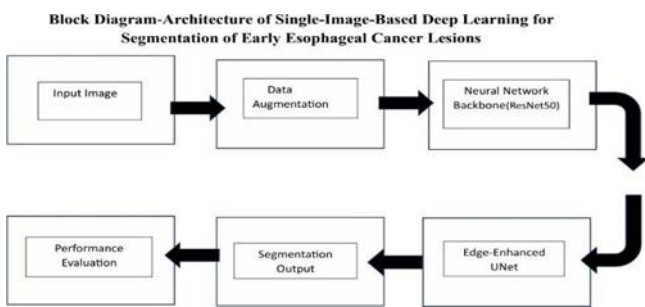 Block Diagram-Architecture of Single-Image-Based Deep Learning for
Segmentation of Early Esophageal Cancer Lesions
Input Image
Data
Augmentation
Neural Network
Backbone(ResNet50)
Performance
Evaluation
Segmentation
Output
Edge-Enhanced
UNet